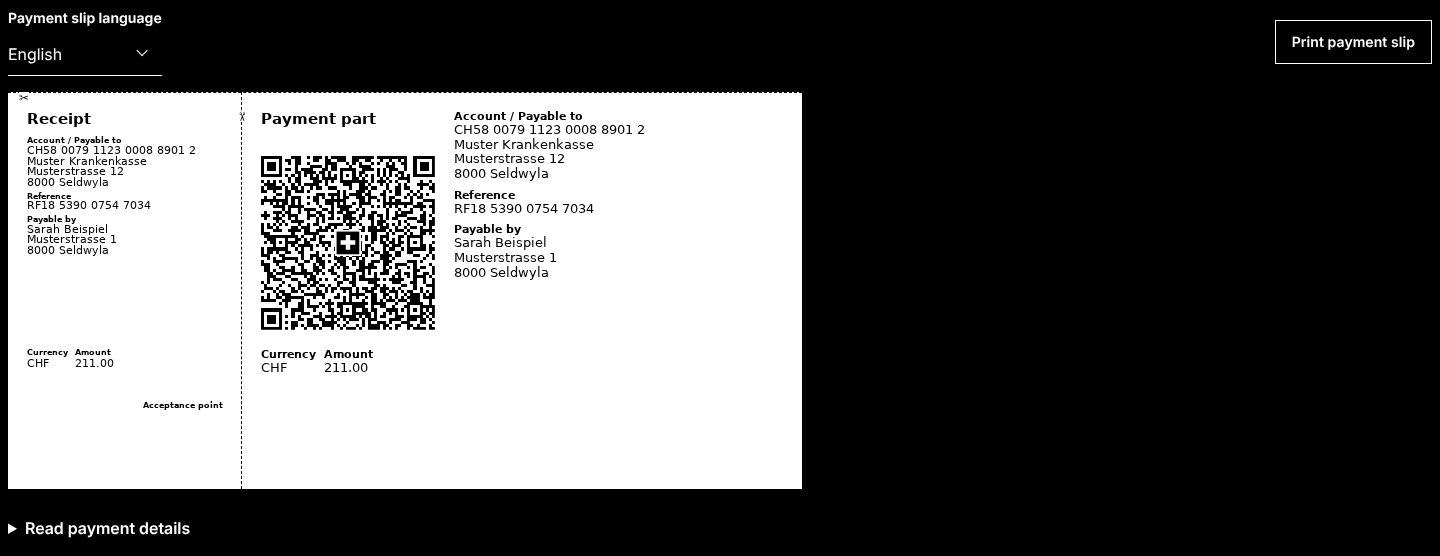 Payment slip language
English
Print payment slip
Receipt
Account / Payable to
CH58 0079 1123 0008 8901 2
Muster Krankenkasse
Musterstrasse 12
8000 Seldwyla
Reference
RF18 5390 0754 7034
Payable by
Sarah Beispiel
Musterstrasse 1
8000 Seldwyla
Currency Amount
CHF 211.00
Acceptance point
Payment part
Currency Amount
CHF 211.00
Account / Payable to
CH58 0079 1123 0008 8901 2
Muster Krankenkasse
Musterstrasse 12
8000 Seldwyla
Reference
RF18 5390 0754 7034
Payable by
Sarah Beispiel
Musterstrasse 1
8000 Seldwyla
Read payment details